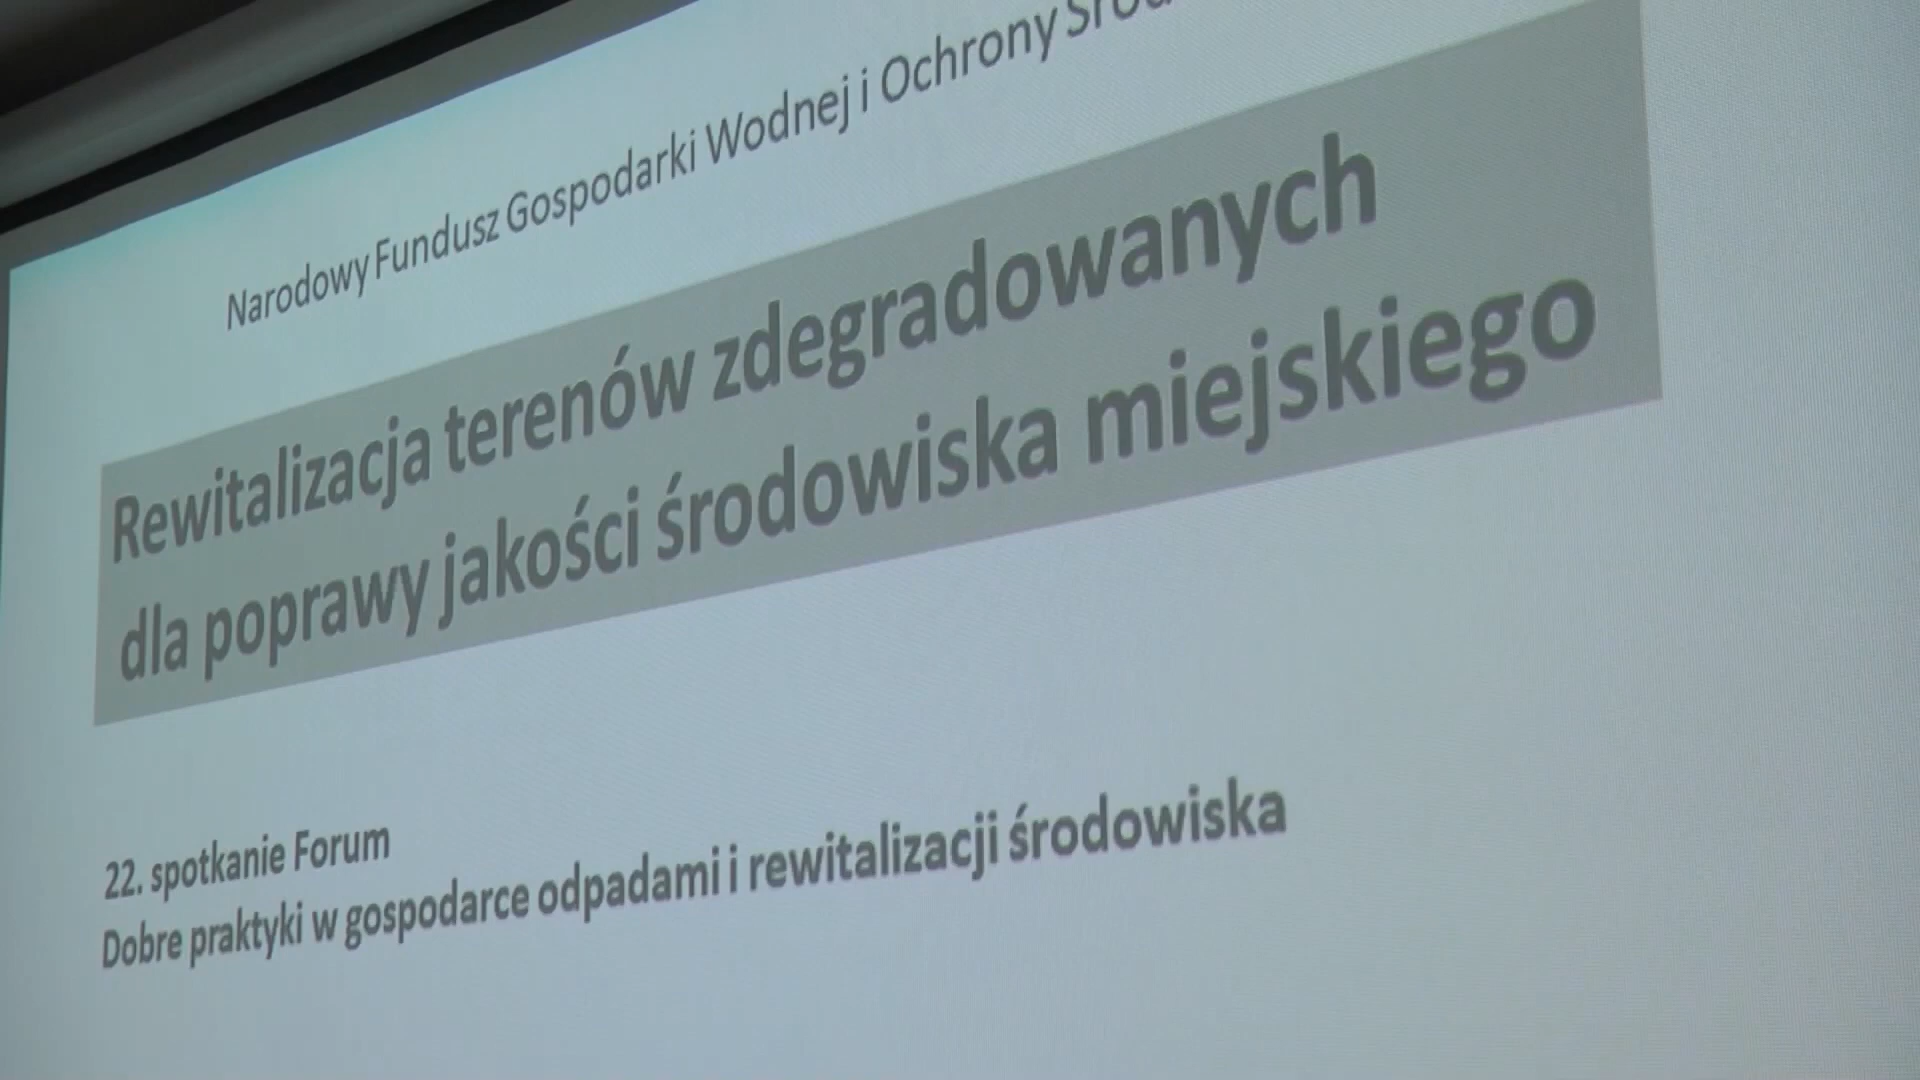 Narodowy Fundusz Gospodarki Wodnej i Ochrony
Rewitalizacja terenów zdegradowanych
dla poprawy jakości środowiska miejskiego
22. spotkanie Forum
Dobre praktyki w gospodarce odpadami i rewitalizacji środowiska